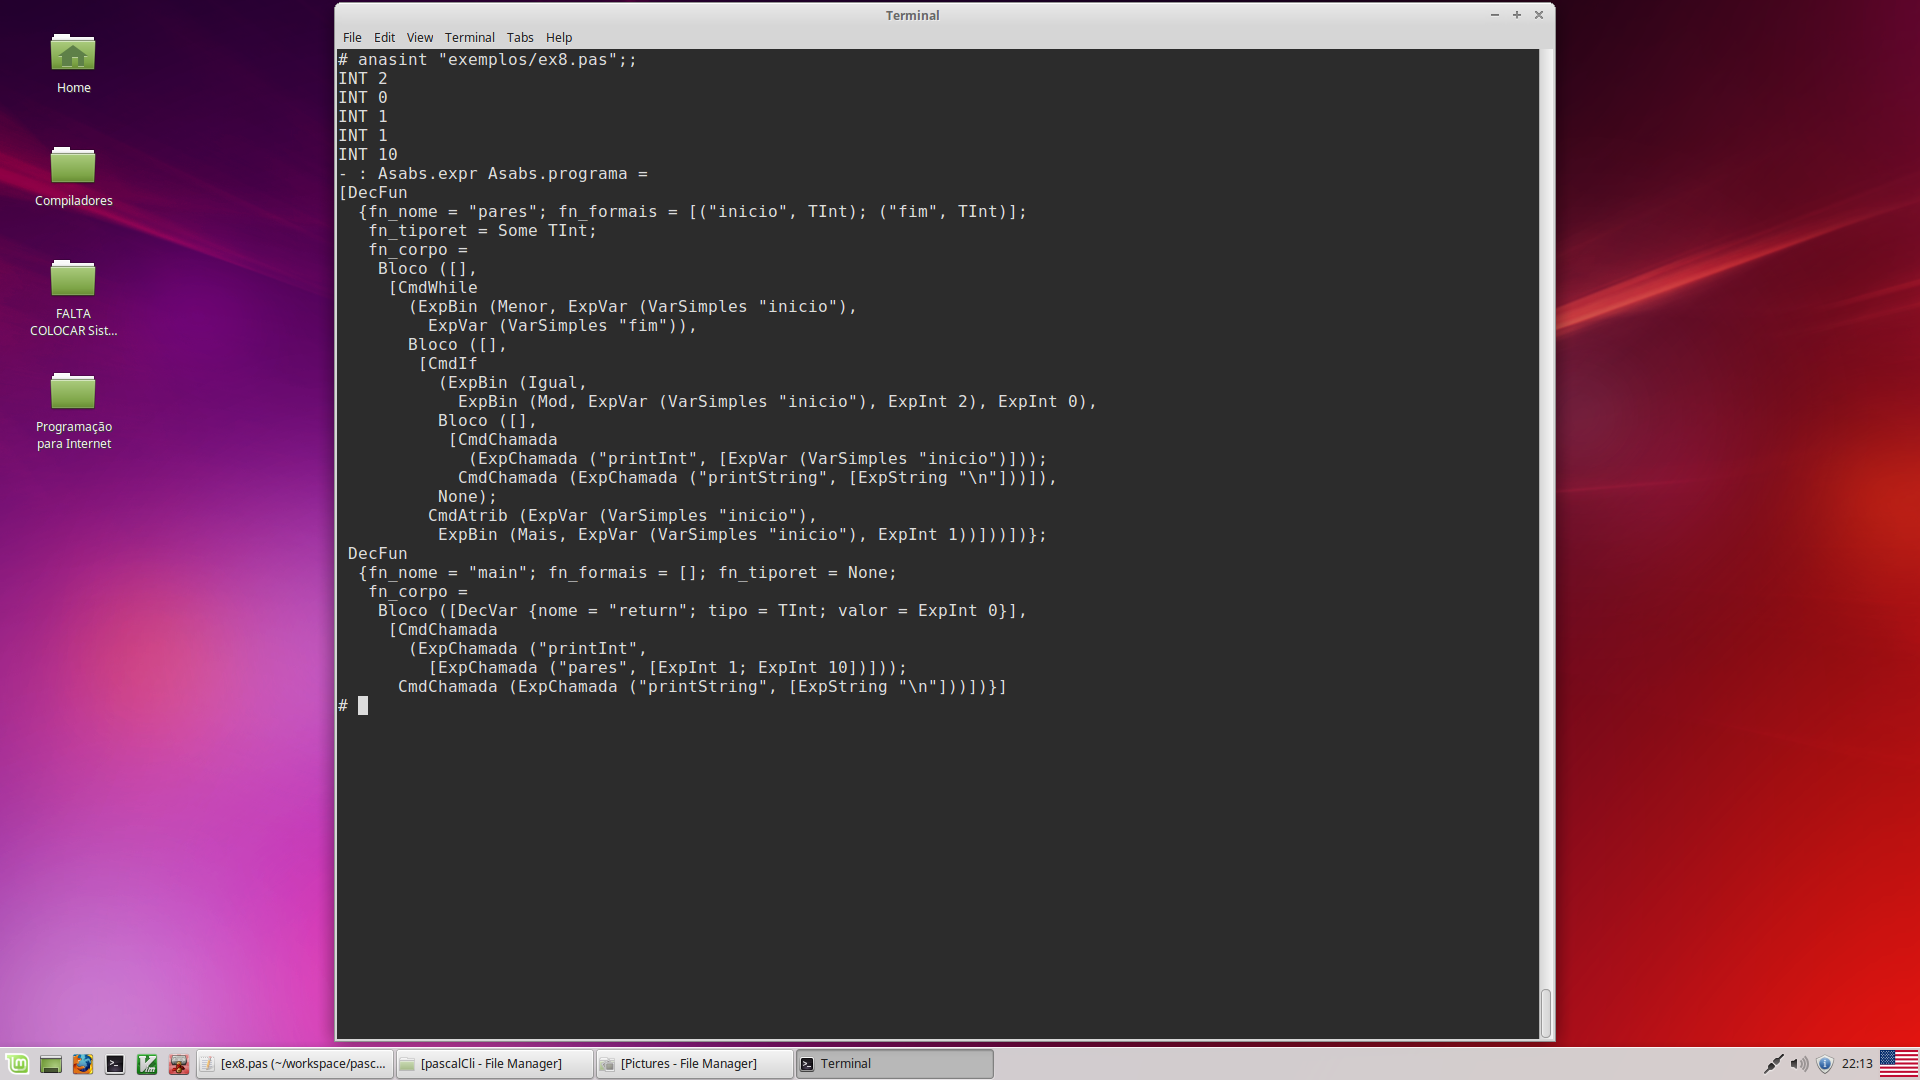 Terminal
File Edit View Terminal Tabs Help
# anasint "exemplos/ex8.pas";;
INT 2
INT 0
INT 1
INT 1
INT 10
- : Asabs.expr Asabs.programa =
[DecFun
  {fn_nome = "pares"; fn_formais = [("inicio", TInt); ("fim", TInt)];
   fn_tiporet = Some TInt;
   fn_corpo =
    Bloco ([],
     [CmdWhile
       (ExpBin (Menor, ExpVar (VarSimples "inicio"),
         ExpVar (VarSimples "fim")),
       Bloco ([],
        [CmdIf
          (ExpBin (Igual,
            ExpBin (Mod, ExpVar (VarSimples "inicio"), ExpInt 2), ExpInt 0),
          Bloco ([],
           [CmdChamada
             (ExpChamada ("printInt", [ExpVar (VarSimples "inicio")]));
            CmdChamada (ExpChamada ("printString", [ExpString "\n"]))]),
          None);
         CmdAtrib (ExpVar (VarSimples "inicio"),
          ExpBin (Mais, ExpVar (VarSimples "inicio"), ExpInt 1))]))])};
 DecFun
  {fn_nome = "main"; fn_formais = []; fn_tiporet = None;
   fn_corpo =
    Bloco ([DecVar {nome = "return"; tipo = TInt; valor = ExpInt 0}],
     [CmdChamada
       (ExpChamada ("printInt",
         [ExpChamada ("pares", [ExpInt 1; ExpInt 10])]));
      CmdChamada (ExpChamada ("printString", [ExpString "\n"]))])}]
#
Home
Compiladores
FALTA
COLOCAR Sist...
Programação
para Internet
[ex8.pas (~/workspace/pasc...
[pascalCli - File Manager]
[Pictures - File Manager]
Terminal
22:13